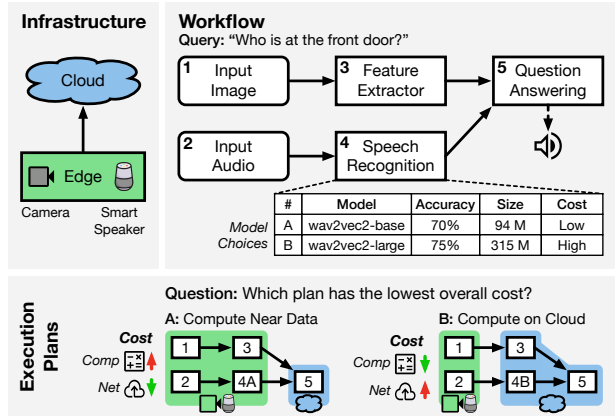 Infrastructure
Cloud
Edge
Camera
Smart
Speaker
Workflow
Query: “Who is at the front door?”
1 Input
Image
3 Feature
Extractor
5 Question
Answering
2 Input
Audio
4 Speech
Recognition
Model
Choices
# Model Accuracy Size Cost
A wav2vec2-base 70% 94 M Low
B wav2vec2-large 75% 315 M High
Execution
Plans
Question: Which plan has the lowest overall cost?
A: Compute Near Data
Cost
Comp
Net
1 3
2 4A 5
B: Compute on Cloud
Cost
Comp
Net
1 3
2 4B 5